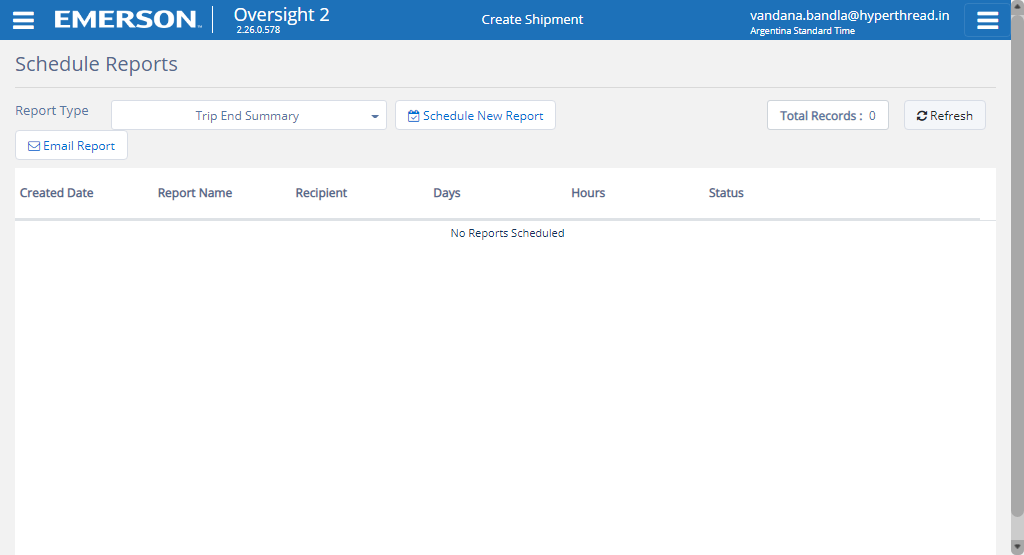 EMERSON
Oversight 2
2.26.0.578
Create Shipment
vandana.bandla@hyperthread.in
Argentina Standard Time
Schedule Reports
Report Type
Trip End Summary
Schedule New Report
Total Records : 0
Refresh
Email Report
Created Date Report Name Recipient Days Hours Status
No Reports Scheduled